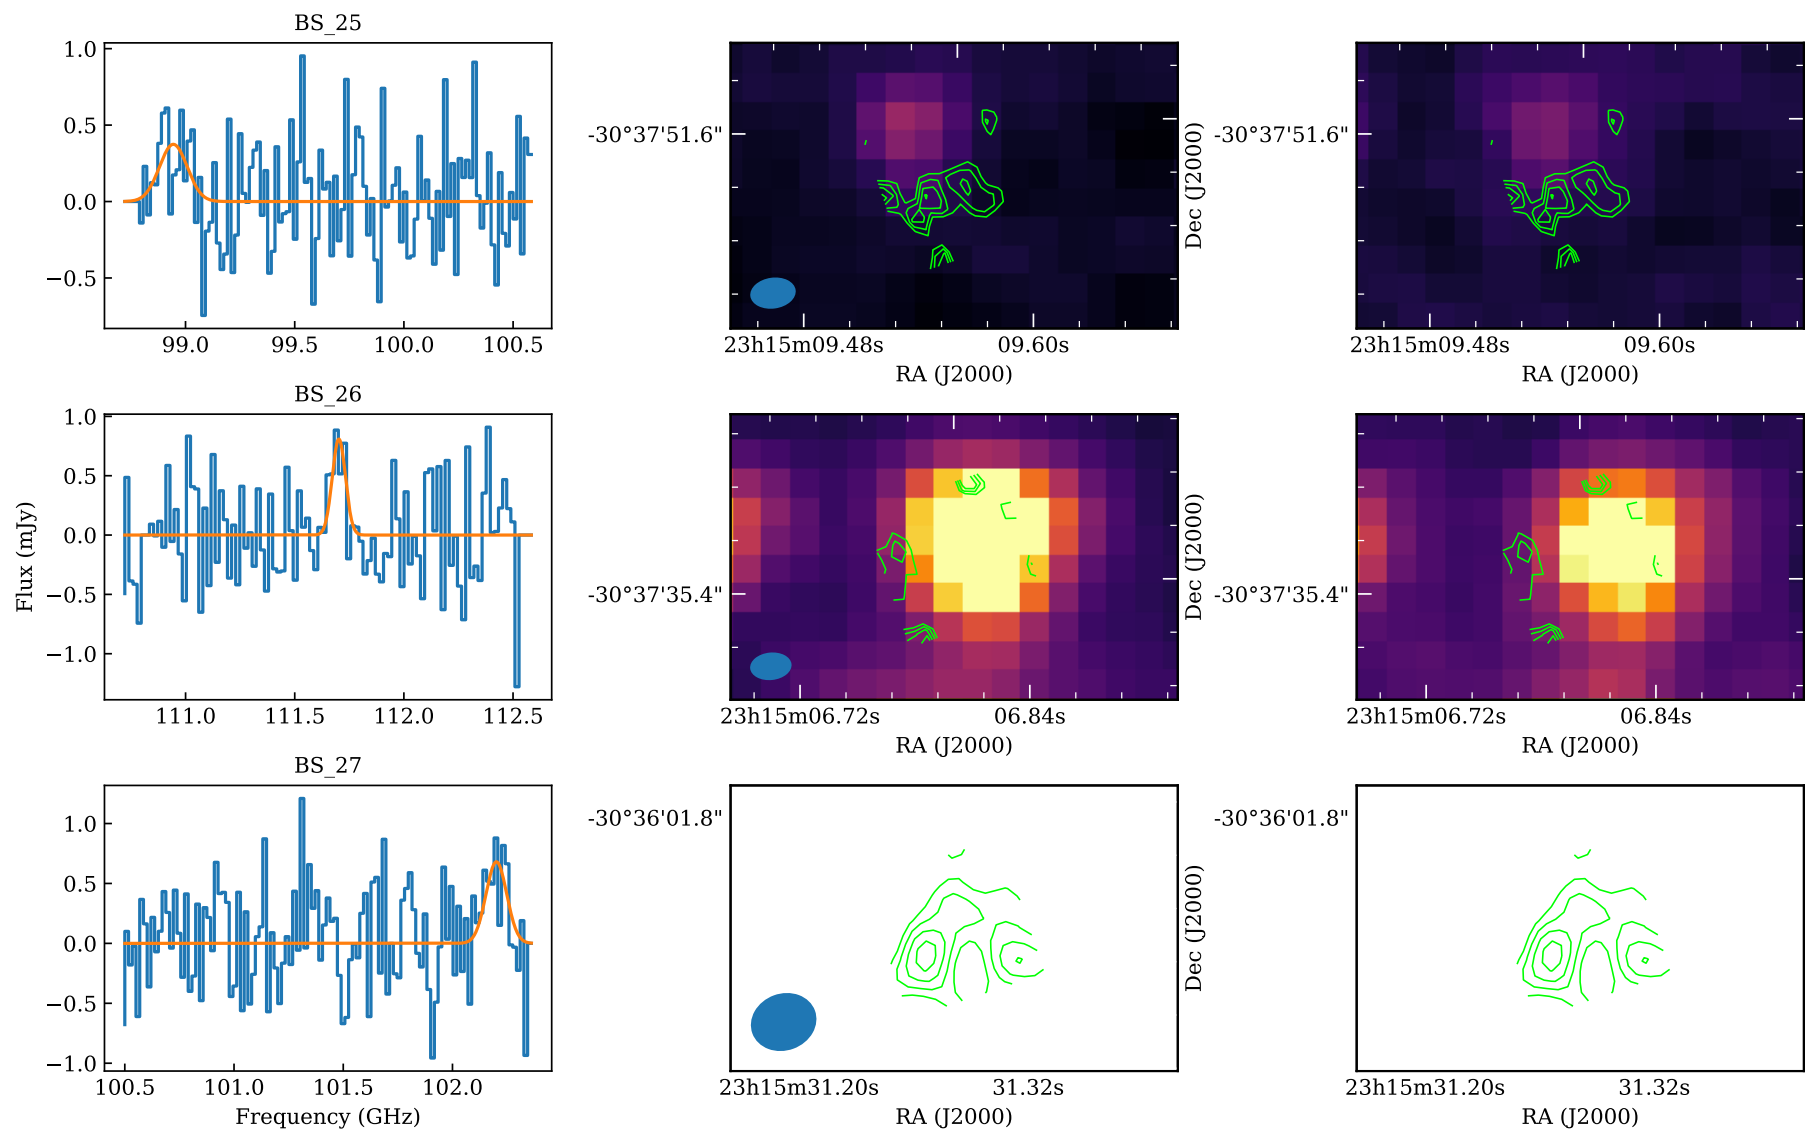 BS_25
1.0
0.5
0.0
−0.5
99.0 99.5 100.0 100.5
-30°37'51.6"
23h15m09.48s 09.60s
RA (J2000)
Dec (J2000)
-30°37'51.6"
23h15m09.48s 09.60s
RA (J2000)
BS_26
Flux (mJy)
1.0
0.5
0.0
−0.5
−1.0
111.0 111.5 112.0 112.5
-30°37'35.4"
23h15m06.72s 06.84s
RA (J2000)
Dec (J2000)
-30°37'35.4"
23h15m06.72s 06.84s
RA (J2000)
BS_27
1.0
0.5
0.0
−0.5
−1.0
100.5 101.0 101.5 102.0
Frequency (GHz)
-30°36'01.8"
23h15m31.20s 31.32s
RA (J2000)
Dec (J2000)
-30°36'01.8"
23h15m31.20s 31.32s
RA (J2000)